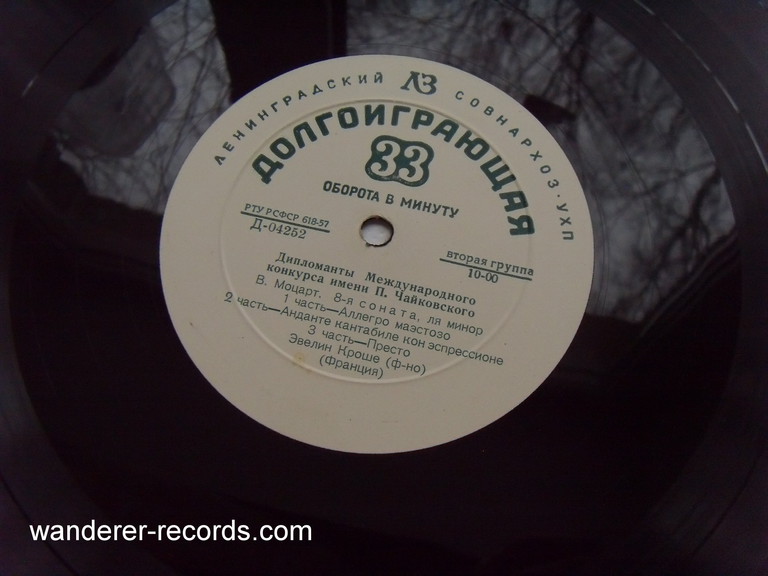 ЛЕНИНГРАДСКИЙ ЛЗ СОВНАРХОЗ·УХП
ДОЛГОИГРАЮЩАЯ
33
ОБОРОТА В МИНУТУ
РТУ РСФСР 618-57
Д-04252
вторая группа
10-00
Дипломанты Международного
конкурса имени П. Чайковского
В. Моцарт. 8-я соната, ля минор
1 часть—Аллегро маэстозо
2 часть—Анданте кантабиле кон эспрессионе
3 часть—Престо
Эвелин Кроше (ф-но)
(Франция)
wanderer-records.com